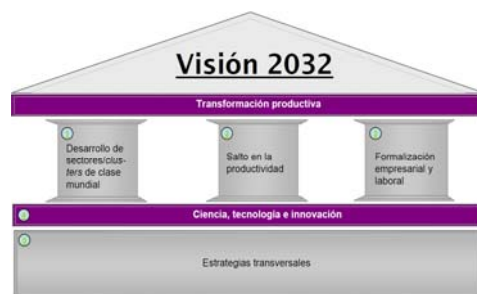 Visión 2032
Transformación productiva
Desarrollo de
sectores/clus-
ters de clase
mundial
Salto en la
productividad
Formalización
empresarial y
laboral
Ciencia, tecnología e innovación
Estrategias transversales